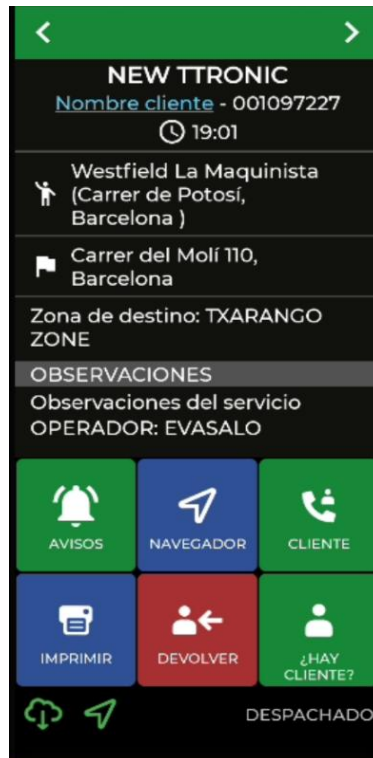 NEW TTRONIC
Nombre cliente - 001097227
19:01
Westfield La Maquinista
(Carrer de Potosí,
Barcelona )
Carrer del Molí 110,
Barcelona
Zona de destino: TXARANGO
ZONE
OBSERVACIONES
Observaciones del servicio
OPERADOR: EVASALO
AVISOS
NAVEGADOR
CLIENTE
IMPRIMIR
DEVOLVER
¿HAY
CLIENTE?
DESPACHADO